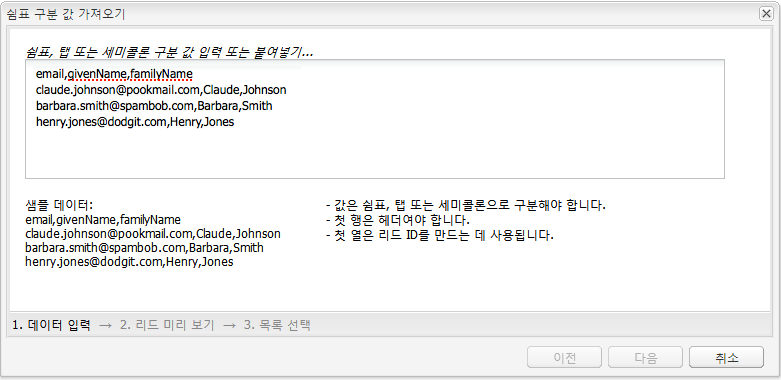 쉼표 구분 값 가져오기
쉼표, 탭 또는 세미콜론 구분 값 입력 또는 붙여넣기...
email,givenName,familyName
claude.johnson@pookmail.com,Claude,Johnson
barbara.smith@spambob.com,Barbara,Smith
henry.jones@dodgit.com,Henry,Jones
샘플 데이터:
email,givenName,familyName
claude.johnson@pookmail.com,Claude,Johnson
barbara.smith@spambob.com,Barbara,Smith
henry.jones@dodgit.com,Henry,Jones
- 값은 쉼표, 탭 또는 세미콜론으로 구분해야 합니다.
- 첫 행은 헤더여야 합니다.
- 첫 열은 리드 ID를 만드는 데 사용됩니다.
1. 데이터 입력 → 2. 리드 미리 보기 → 3. 목록 선택
이전 다음 취소